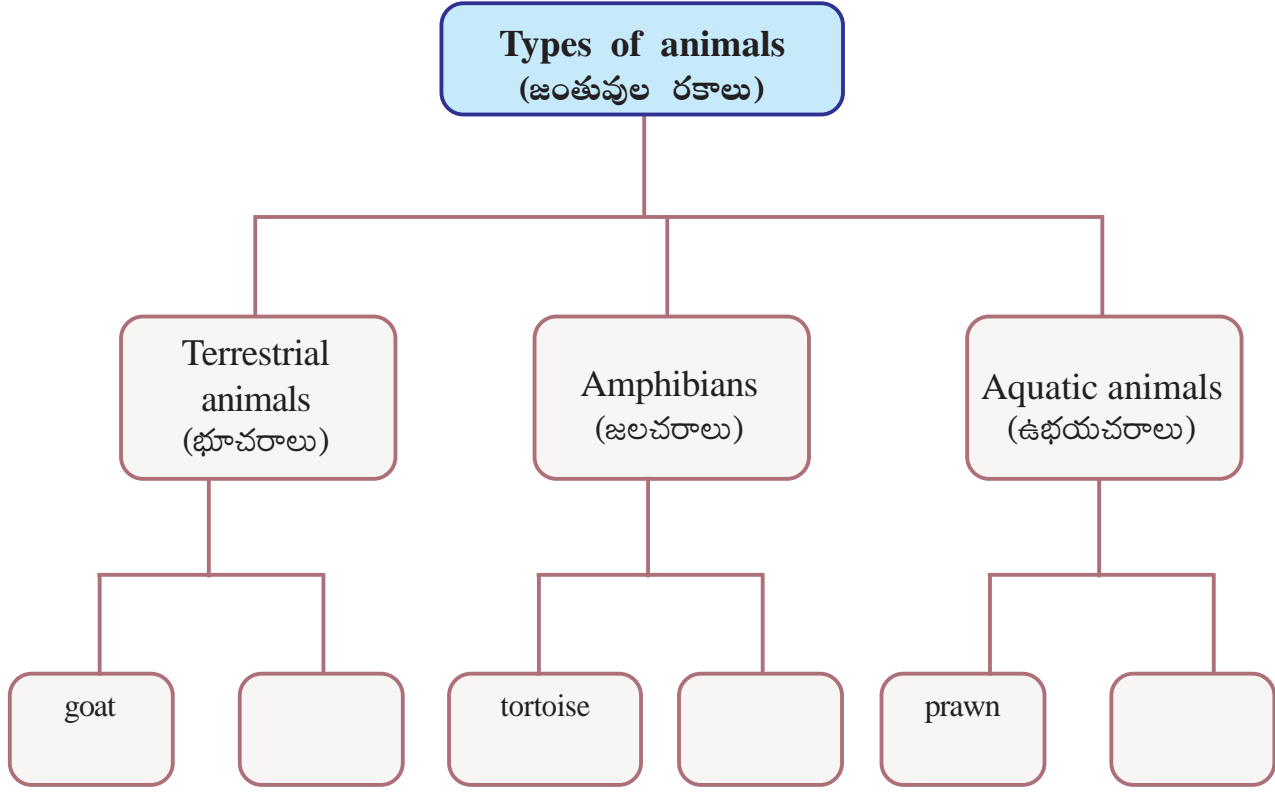 Types of animals
(జంతువుల రకాలు)
Terrestrial
animals
(భూచరాలు)
Amphibians
(జలచరాలు)
Aquatic animals
(ఉభయచరాలు)
goat
tortoise
prawn